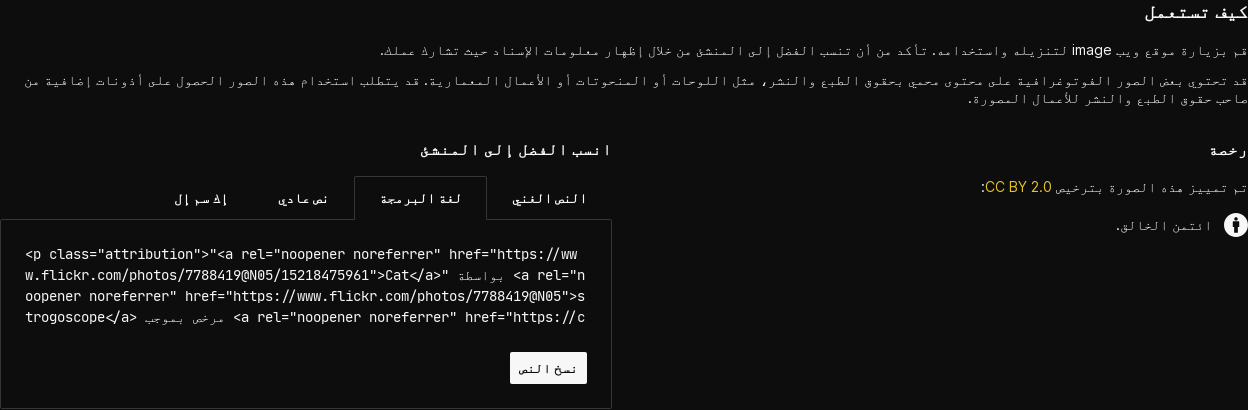 كيف تستعمل
قم بزيارة موقع ويب image لتنزيله واستخدامه. تأكد من أن تنسب الفضل إلى المنشئ من خلال إظهار معلومات الإسناد حيث تشارك عملك.
قد تحتوي بعض الصور الفوتوغرافية على محتوى محمي بحقوق الطبع والنشر، مثل اللوحات أو المنحوتات أو الأعمال المعمارية. قد يتطلب استخدام هذه الصور الحصول على أذونات إضافية من
صاحب حقوق الطبع والنشر للأعمال المصورة.
رخصة
تم تمييز هذه الصورة بترخيص CC BY 2.0:
ائتمن الخالق.
انسب الفضل إلى المنشئ
النص الغني
لغة البرمجة
نص عادي
إك سم إل
<p class="attribution">"<a rel="noopener noreferrer" href="https://ww
w.flickr.com/photos/7788419@N05/15218475961">Cat</a>" بواسطة <a rel="n
oopener noreferrer" href="https://www.flickr.com/photos/7788419@N05">s
trogoscope</a> مرخص بموجب <a rel="noopener noreferrer" href="https://c
نسخ النص